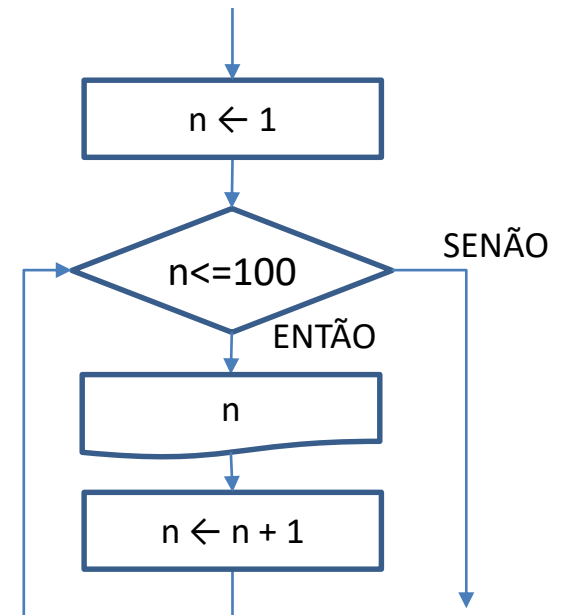 n ← 1
n<=100
SENÃO
ENTÃO
n
n ← n + 1